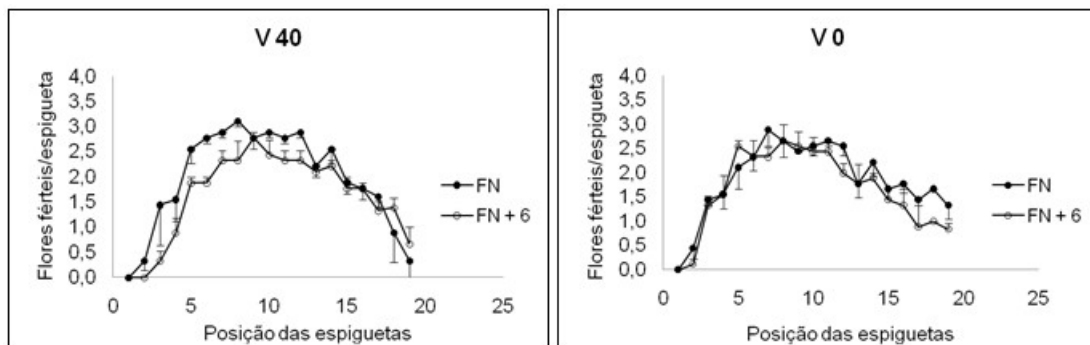 V 40
Flores férteis/espigueta
4,0
3,5
3,0
2,5
2,0
1,5
1,0
0,5
0,0
0 5 10 15 20 25
Posição das espiguetas
FN
FN + 6
V 0
Flores férteis/espigueta
4,0
3,5
3,0
2,5
2,0
1,5
1,0
0,5
0,0
0 5 10 15 20 25
Posição das espiguetas
FN
FN + 6